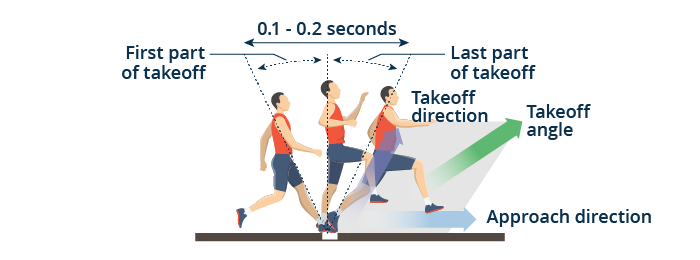 0.1 - 0.2 seconds
First part
of takeoff
Last part
of takeoff
Takeoff
direction
Takeoff
angle
Approach direction